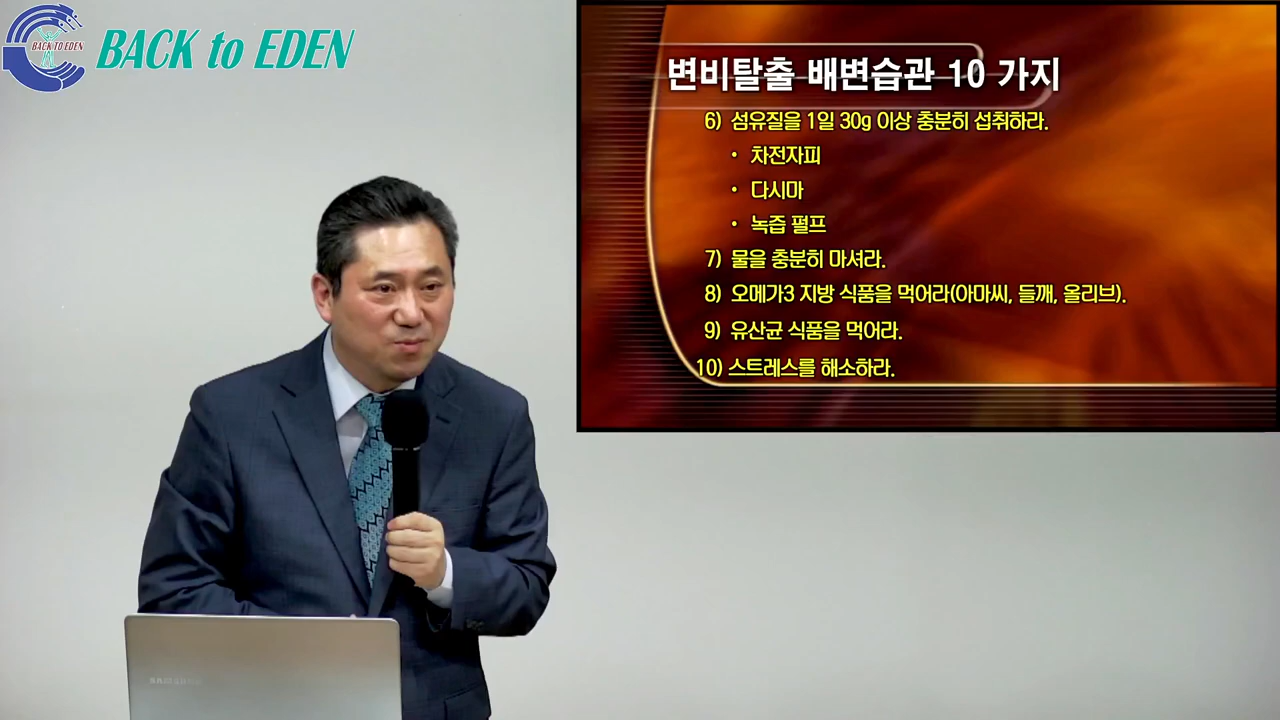 BACK TO EDEN
BACK to EDEN
변비탈출 배변습관 10 가지
6) 섬유질을 1일 30g 이상 충분히 섭취하라.
• 차전자피
• 다시마
• 녹즙 펄프
7) 물을 충분히 마셔라.
8) 오메가3 지방 식품을 먹어라(아마씨, 들깨, 올리브).
9) 유산균 식품을 먹어라.
10) 스트레스를 해소하라.
SAMSUNG